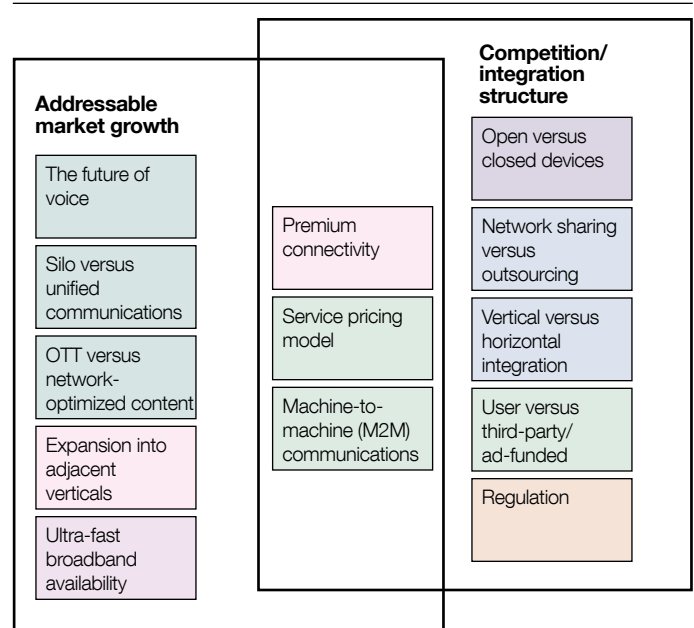 Addressable
market growth
The future of
voice
Silo versus
unified
communications
OTT versus
network-
optimized content
Expansion into
adjacent
verticals
Ultra-fast
broadband
availability
Premium
connectivity
Service pricing
model
Machine-to-
machine (M2M)
communications
Competition/
integration
structure
Open versus
closed devices
Network sharing
versus
outsourcing
Vertical versus
horizontal
integration
User versus
third-party/
ad-funded
Regulation